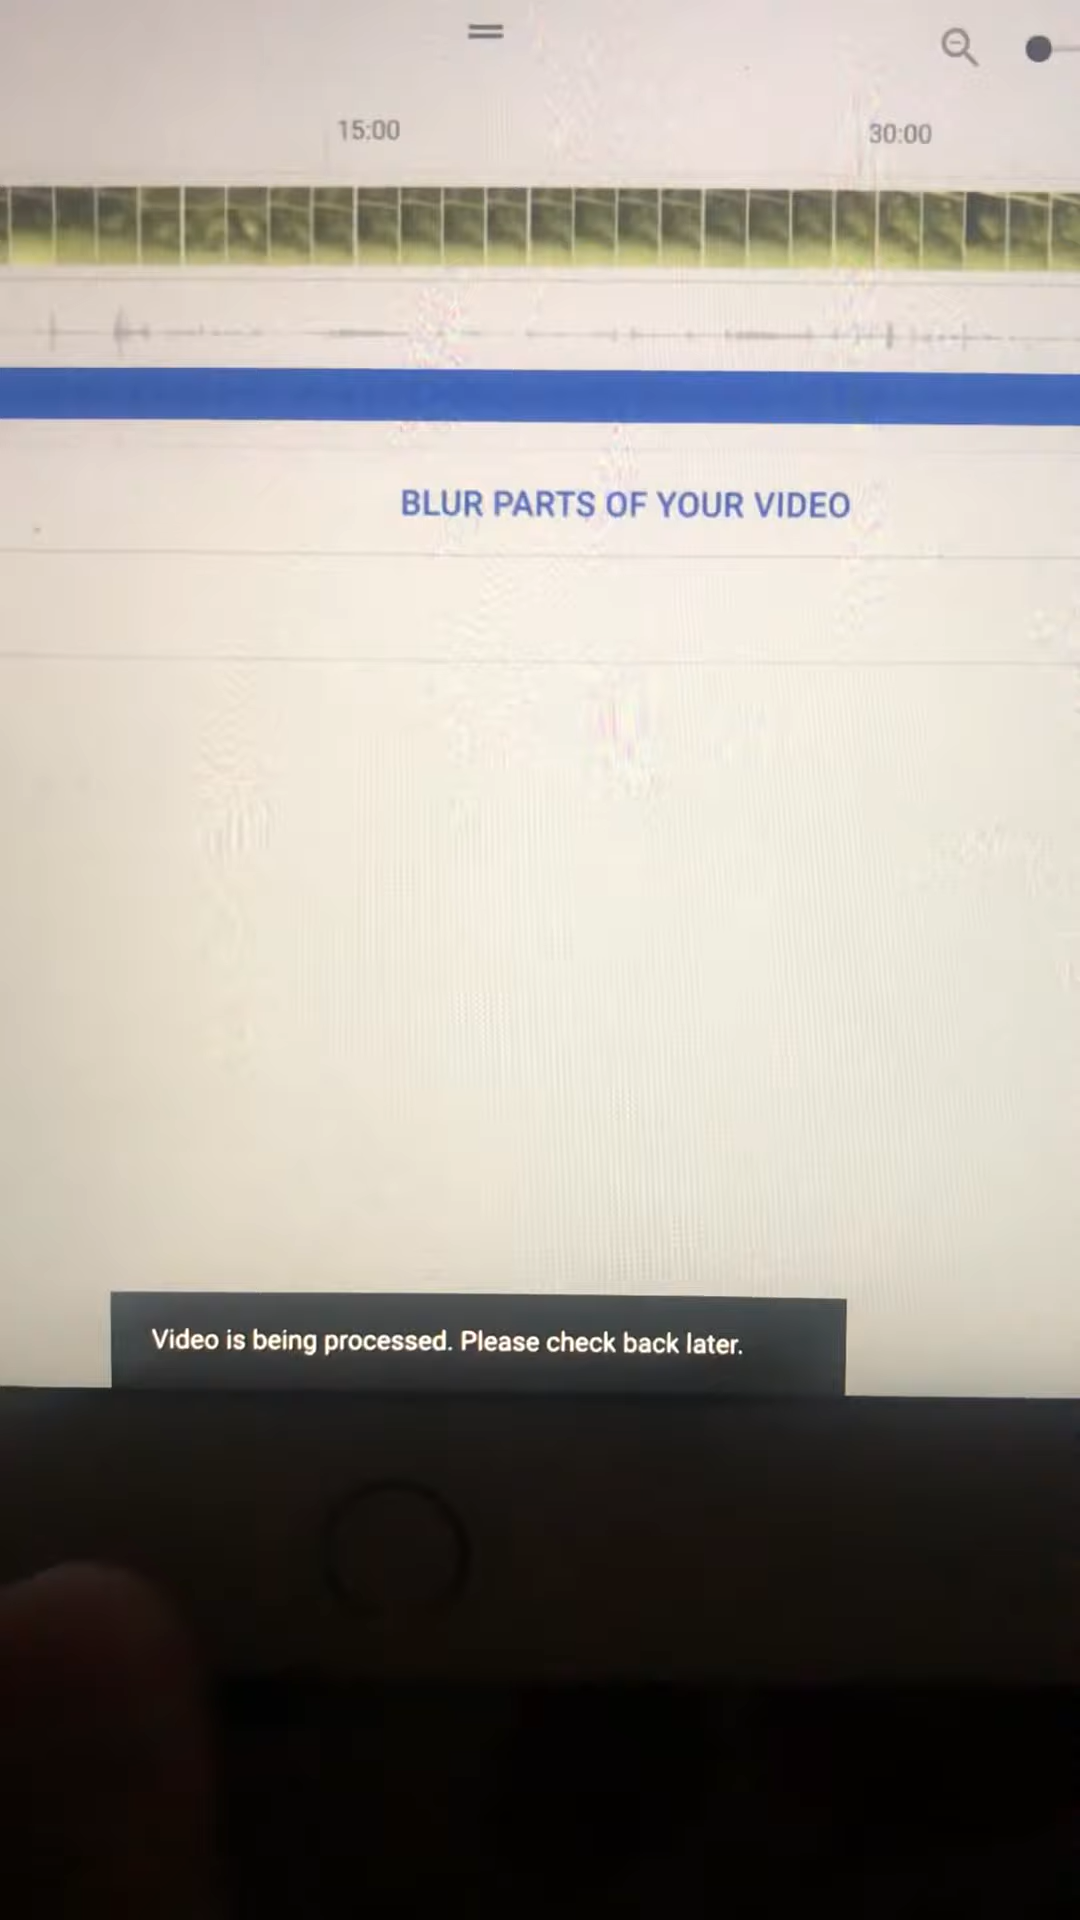 15:00
30:00
BLUR PARTS OF YOUR VIDEO
Video is being processed. Please check back later.